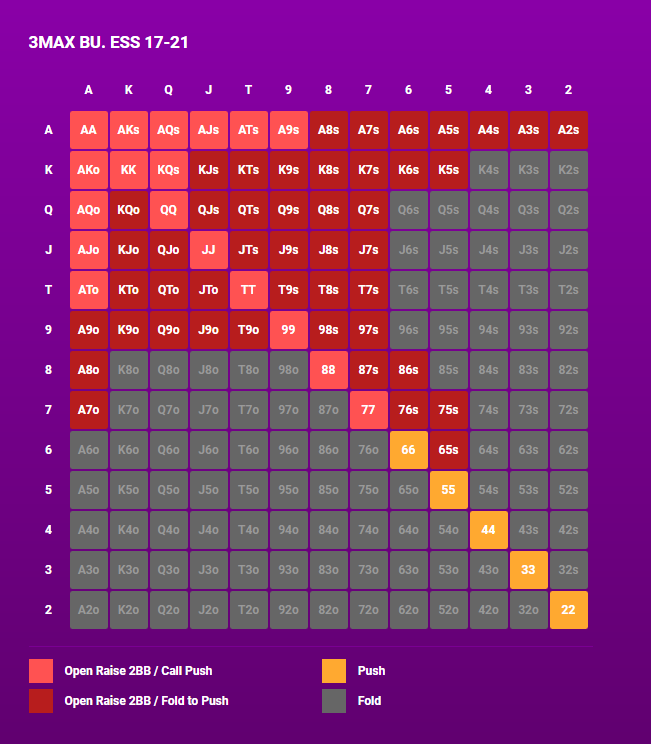 3MAX BU. ESS 17-21
A K Q J T 9 8 7 6 5 4 3 2
A AA AKs AQs AJs ATs A9s A8s A7s A6s A5s A4s A3s A2s
K AKo KK KQs KJs KTs K9s K8s K7s K6s K5s K4s K3s K2s
Q AQo KQo QQ QJs QTs Q9s Q8s Q7s Q6s Q5s Q4s Q3s Q2s
J AJo KJo QJo JJ JTs J9s J8s J7s J6s J5s J4s J3s J2s
T ATo KTo QTo JTo TT T9s T8s T7s T6s T5s T4s T3s T2s
9 A9o K9o Q9o J9o T9o 99 98s 97s 96s 95s 94s 93s 92s
8 A8o K8o Q8o J8o T8o 98o 88 87s 86s 85s 84s 83s 82s
7 A7o K7o Q7o J7o T7o 97o 87o 77 76s 75s 74s 73s 72s
6 A6o K6o Q6o J6o T6o 96o 86o 76o 66 65s 64s 63s 62s
5 A5o K5o Q5o J5o T5o 95o 85o 75o 65o 55 54s 53s 52s
4 A4o K4o Q4o J4o T4o 94o 84o 74o 64o 54o 44 43s 42s
3 A3o K3o Q3o J3o T3o 93o 83o 73o 63o 53o 43o 33 32s
2 A2o K2o Q2o J2o T2o 92o 82o 72o 62o 52o 42o 32o 22
Open Raise 2BB / Call Push Push
Open Raise 2BB / Fold to Push Fold